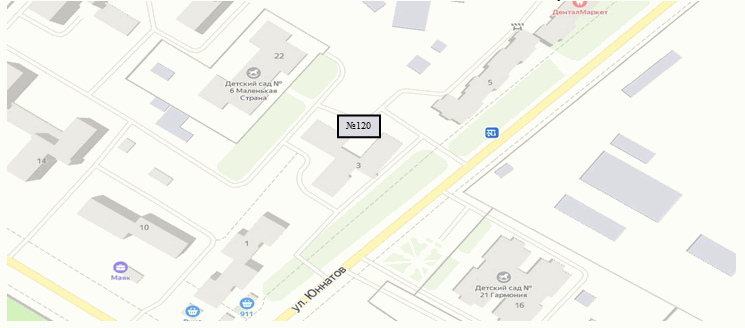 ДенталМаркет
22
Детский сад №
6 Маленькая
Страна
5
№120
14
3
10
1
Маяк
ул. Юннатов
Детский сад №
21 Гармония
16
911